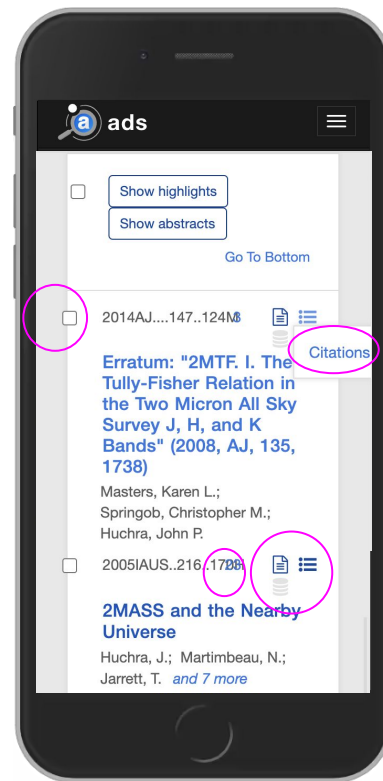 a ads
Show highlights
Show abstracts
Go To Bottom
2014AJ....147..124M
Citations
Erratum: "2MTF. I. The
Tully-Fisher Relation in
the Two Micron All Sky
Survey J, H, and K
Bands" (2008, AJ, 135,
1738)
Masters, Karen L.;
Springob, Christopher M.;
Huchra, John P.
2005IAUS..216..170H
2MASS and the Nearby
Universe
Huchra, J.; Martimbeau, N.;
Jarrett, T. and 7 more